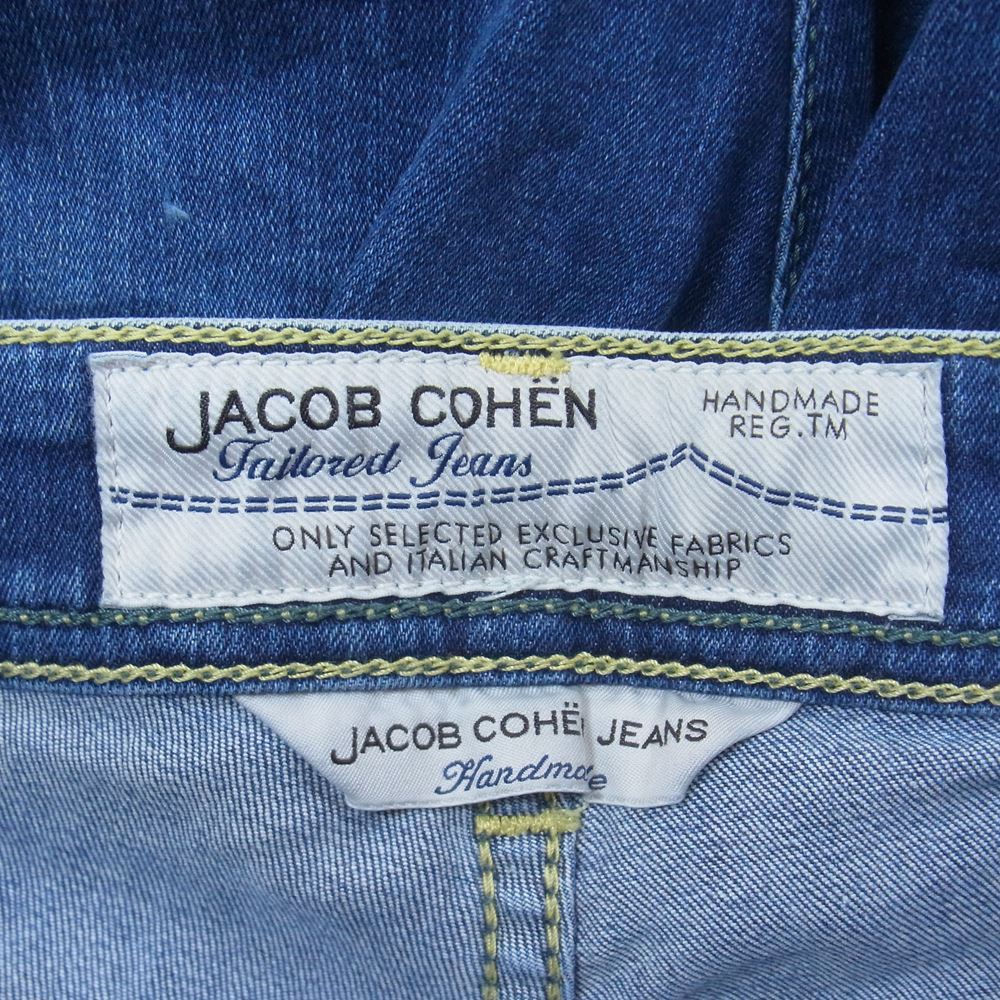 JACOB COHËN
Tailored Jeans
HANDMADE
REG.TM
ONLY SELECTED EXCLUSIVE FABRICS
AND ITALIAN CRAFTMANSHIP
JACOB COHËN JEANS
Handmade